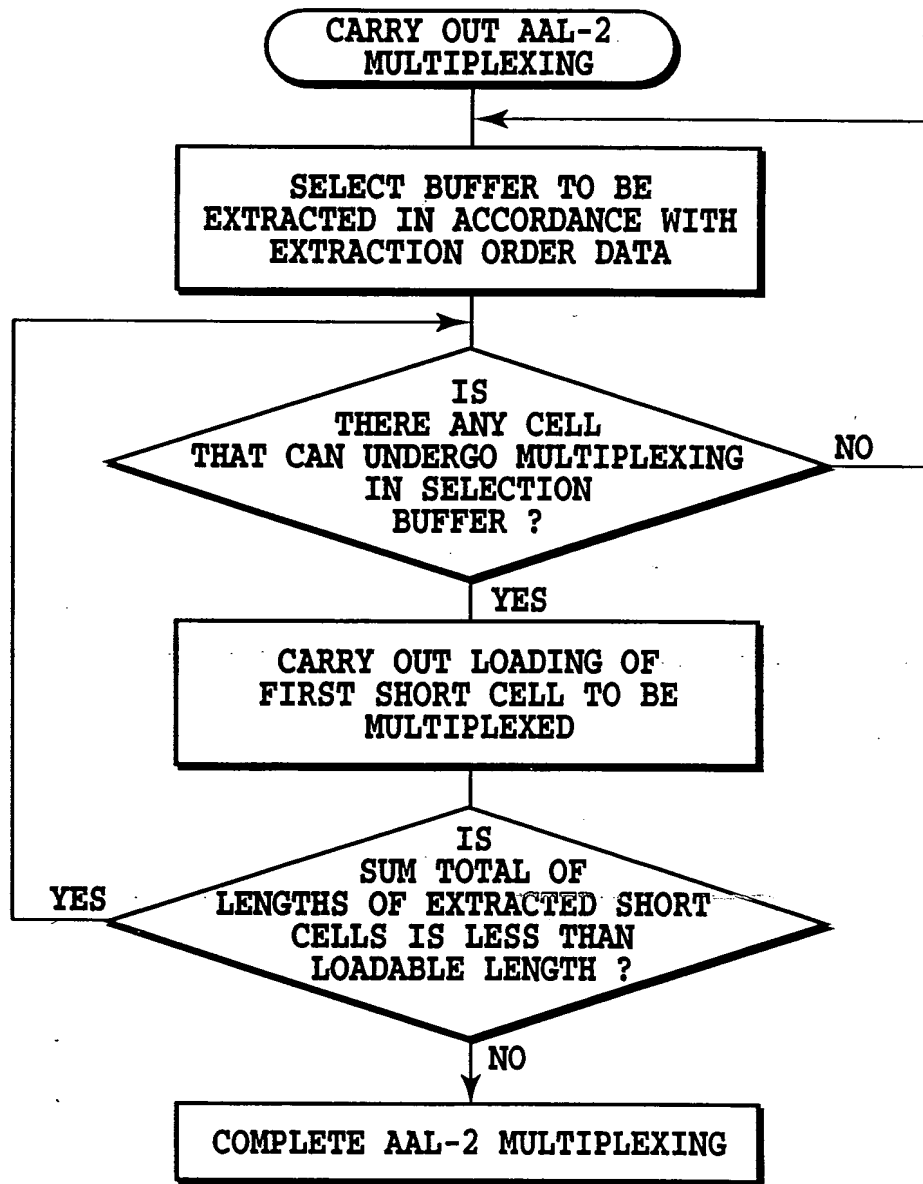 CARRY OUT AAL-2
MULTIPLEXING
SELECT BUFFER TO BE
EXTRACTED IN ACCORDANCE WITH
EXTRACTION ORDER DATA
IS
THERE ANY CELL
THAT CAN UNDERGO MULTIPLEXING
IN SELECTION
BUFFER ?
NO
YES
CARRY OUT LOADING OF
FIRST SHORT CELL TO BE
MULTIPLEXED
IS
SUM TOTAL OF
LENGTHS OF EXTRACTED SHORT
CELLS IS LESS THAN
LOADABLE LENGTH ?
YES
NO
COMPLETE AAL-2 MULTIPLEXING